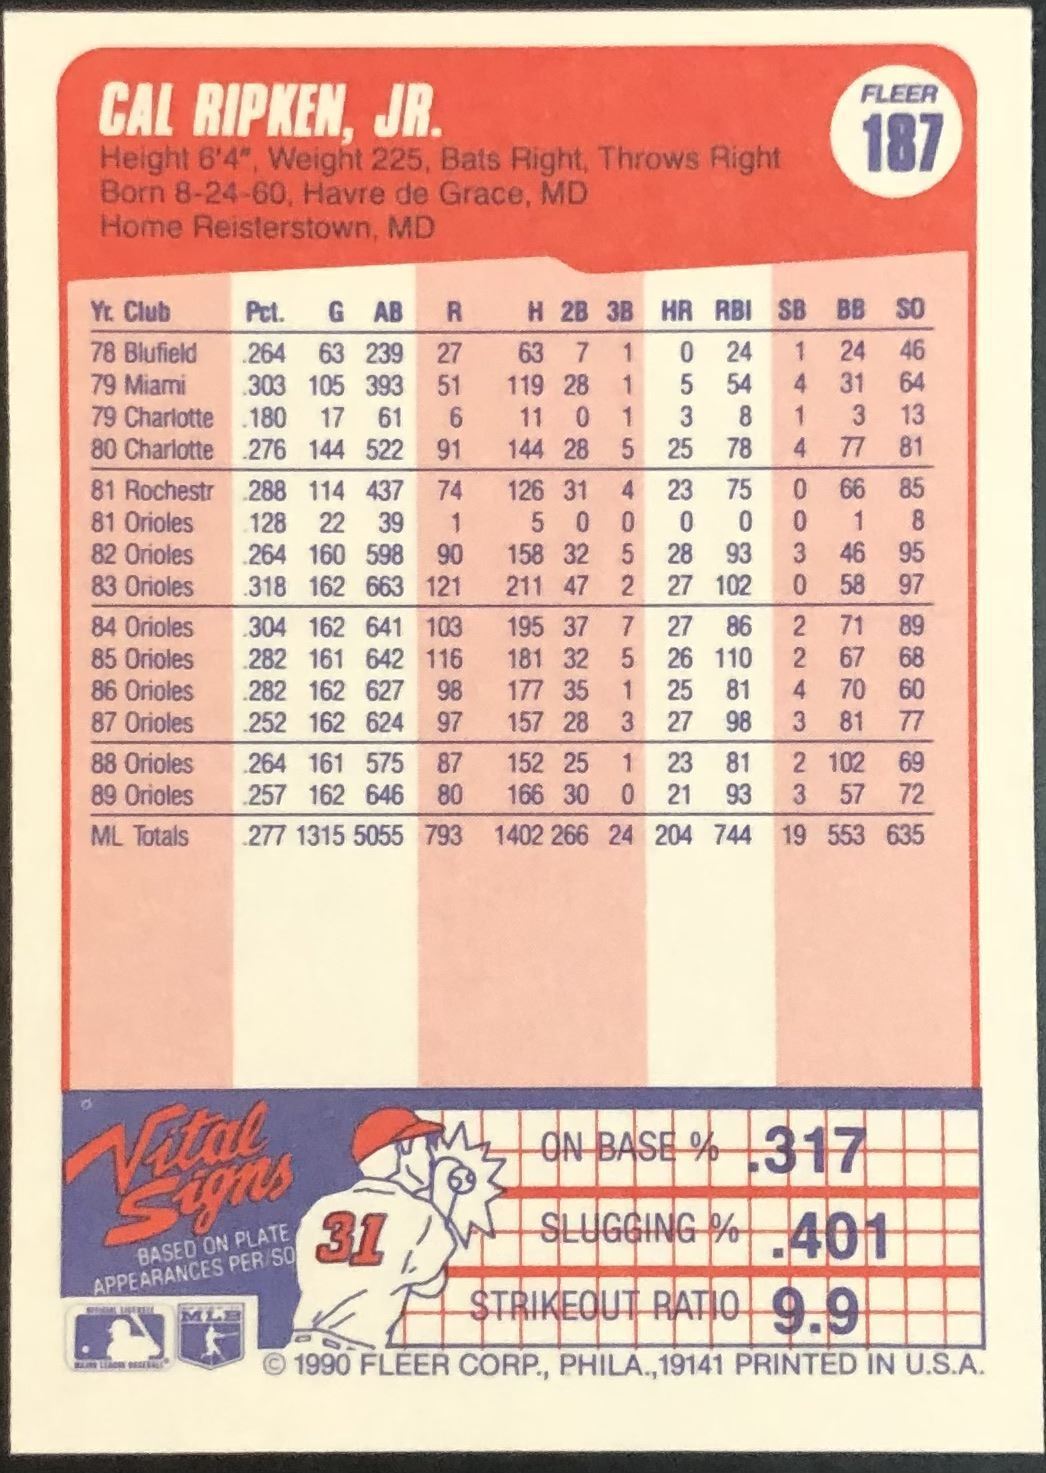 CAL RIPKEN, JR.
FLEER
187
Height 6'4", Weight 225, Bats Right, Throws Right
Born 8-24-60, Havre de Grace, MD
Home Reisterstown, MD
Yr. Club Pct. G AB R H 2B 3B HR RBI SB BB SO
78 Blufield .264 63 239 27 63 7 1 0 24 1 24 46
79 Miami .303 105 393 51 119 28 1 5 54 4 31 64
79 Charlotte .180 17 61 6 11 0 1 3 8 1 3 13
80 Charlotte .276 144 522 91 144 28 5 25 78 4 77 81
81 Rochestr .288 114 437 74 126 31 4 23 75 0 66 85
81 Orioles .128 22 39 1 5 0 0 0 0 0 1 8
82 Orioles .264 160 598 90 158 32 5 28 93 3 46 95
83 Orioles .318 162 663 121 211 47 2 27 102 0 58 97
84 Orioles .304 162 641 103 195 37 7 27 86 2 71 89
85 Orioles .282 161 642 116 181 32 5 26 110 2 67 68
86 Orioles .282 162 627 98 177 35 1 25 81 4 70 60
87 Orioles .252 162 624 97 157 28 3 27 98 3 81 77
88 Orioles .264 161 575 87 152 25 1 23 81 2 102 69
89 Orioles .257 162 646 80 166 30 0 21 93 3 57 72
ML Totals .277 1315 5055 793 1402 266 24 204 744 19 553 635
Vital
Signs
BASED ON PLATE
APPEARANCES PER/SO
31
ON BASE % .317
SLUGGING % .401
STRIKEOUT RATIO 9.9
OFFICIAL LICENSEE
MAJOR LEAGUE BASEBALL
MLB
© 1990 FLEER CORP., PHILA.,19141 PRINTED IN U.S.A.